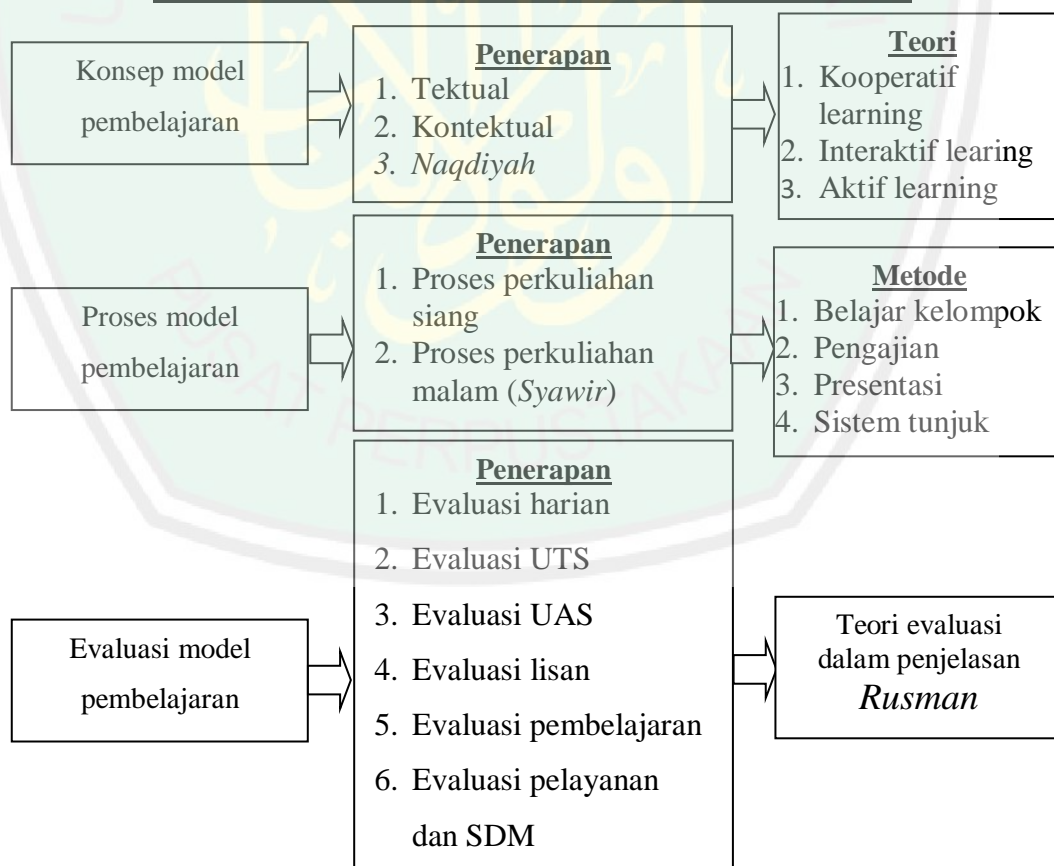 Konsep model
pembelajaran
Penerapan
1. Tektual
2. Kontektual
3. Naqdiyah
Teori
1. Kooperatif
learning
2. Interaktif learing
3. Aktif learning
Proses model
pembelajaran
Penerapan
1. Proses perkuliahan
siang
2. Proses perkuliahan
malam (Syawir)
Metode
1. Belajar kelompok
2. Pengajian
3. Presentasi
4. Sistem tunjuk
Evaluasi model
pembelajaran
Penerapan
1. Evaluasi harian
2. Evaluasi UTS
3. Evaluasi UAS
4. Evaluasi lisan
5. Evaluasi pembelajaran
6. Evaluasi pelayanan
dan SDM
Teori evaluasi
dalam penjelasan
Rusman
PUSAT PERPUSTAKAAN